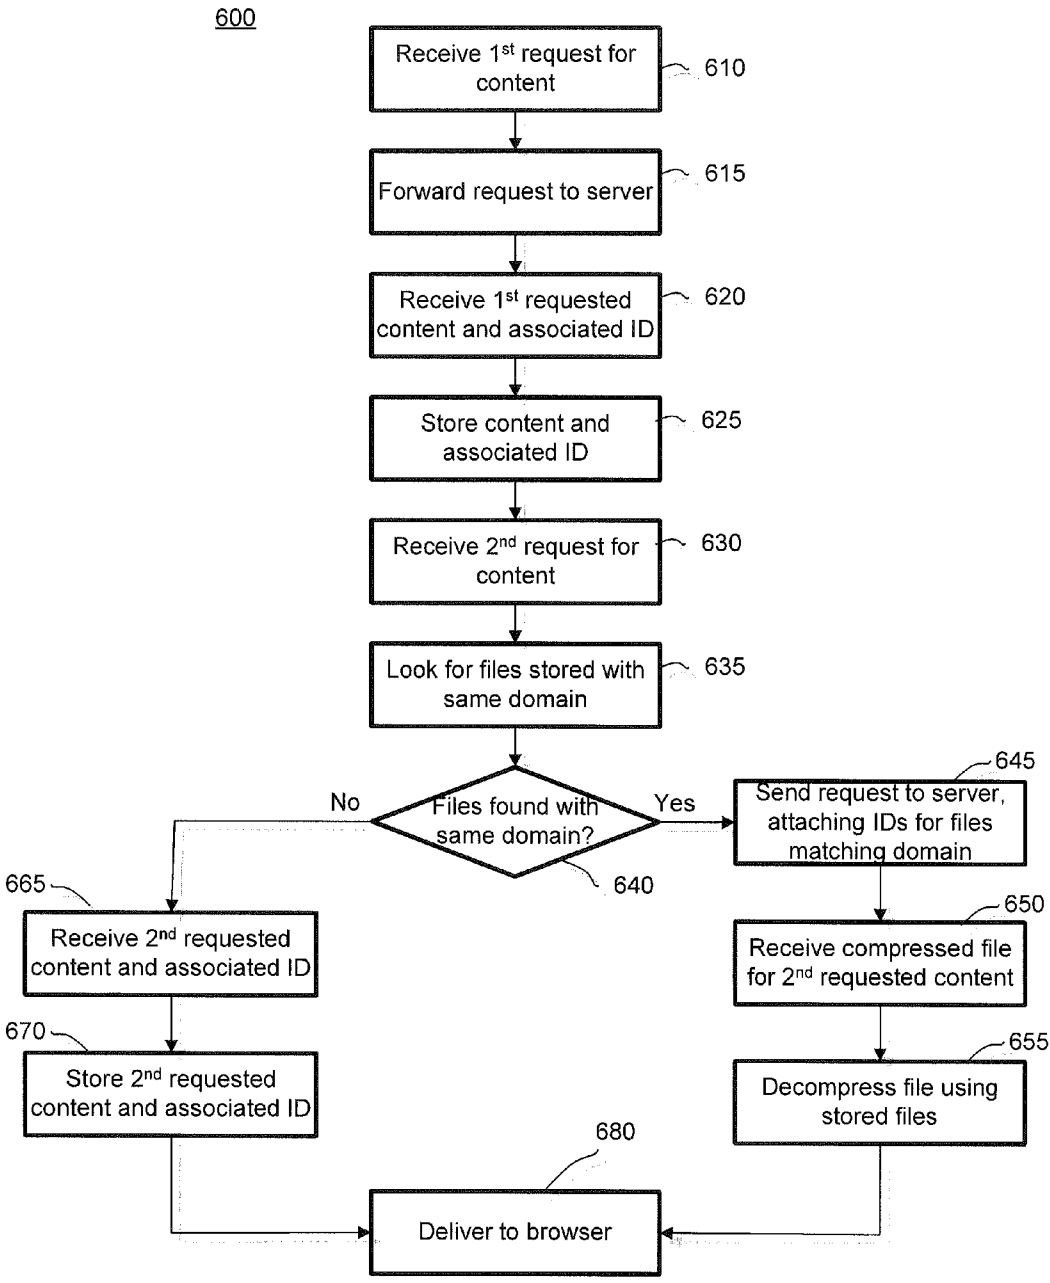 600
Receive 1st request for
content
610
Forward request to server
615
Receive 1st requested
content and associated ID
620
Store content and
associated ID
625
Receive 2nd request for
content
630
Look for files stored with
same domain
635
Files found with
same domain?
640
No
Yes
645
Send request to server,
attaching IDs for files
matching domain
665
Receive 2nd requested
content and associated ID
650
Receive compressed file
for 2nd requested content
670
Store 2nd requested
content and associated ID
655
Decompress file using
stored files
680
Deliver to browser